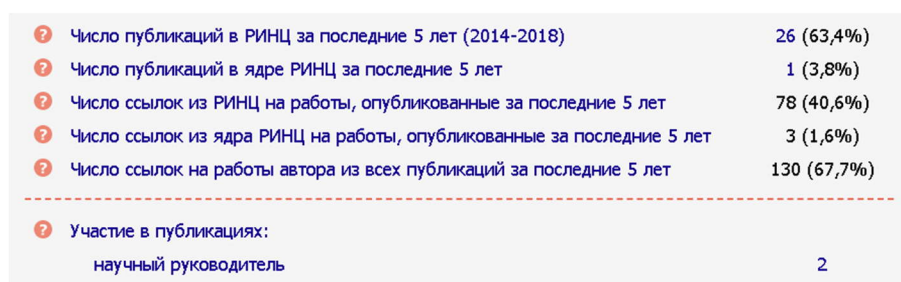 ? Число публикаций в РИНЦ за последние 5 лет (2014-2018) 26 (63,4%)
? Число публикаций в ядре РИНЦ за последние 5 лет 1 (3,8%)
? Число ссылок из РИНЦ на работы, опубликованные за последние 5 лет 78 (40,6%)
? Число ссылок из ядра РИНЦ на работы, опубликованные за последние 5 лет 3 (1,6%)
? Число ссылок на работы автора из всех публикаций за последние 5 лет 130 (67,7%)
? Участие в публикациях:
научный руководитель 2